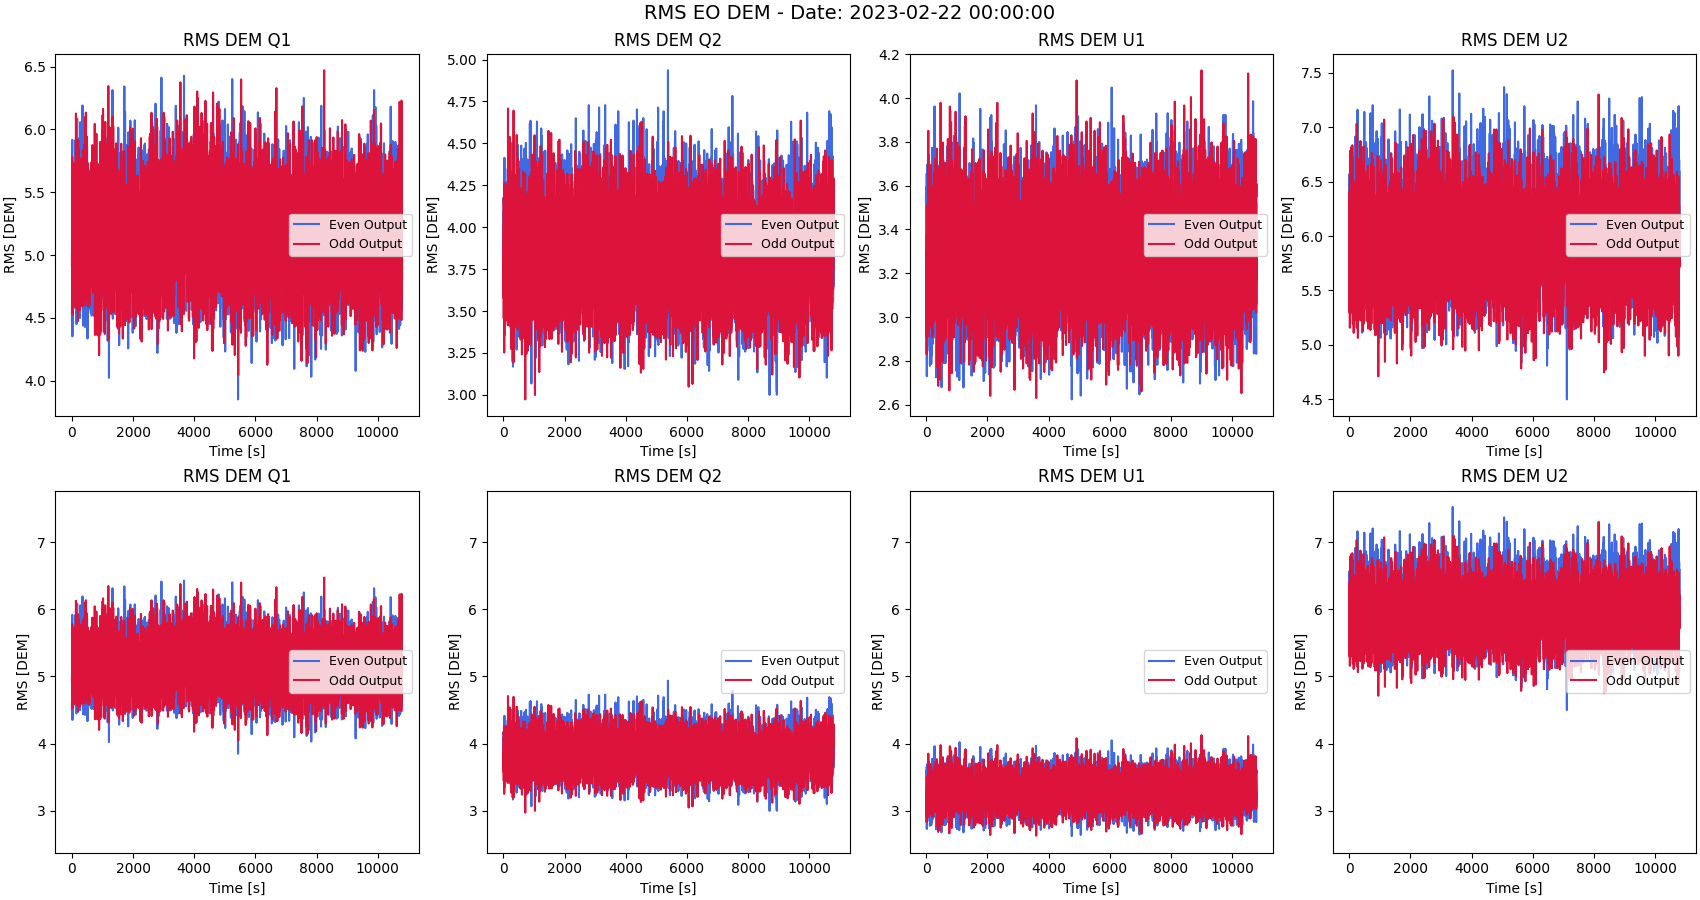 RMS EO DEM - Date: 2023-02-22 00:00:00
RMS DEM Q1
RMS [DEM]
6.5
6.0
5.5
5.0
4.5
4.0
Even Output
Odd Output
0 2000 4000 6000 8000 10000
Time [s]
RMS DEM Q2
RMS [DEM]
5.00
4.75
4.50
4.25
4.00
3.75
3.50
3.25
3.00
Even Output
Odd Output
0 2000 4000 6000 8000 10000
Time [s]
RMS DEM U1
RMS [DEM]
4.2
4.0
3.8
3.6
3.4
3.2
3.0
2.8
2.6
Even Output
Odd Output
0 2000 4000 6000 8000 10000
Time [s]
RMS DEM U2
RMS [DEM]
7.5
7.0
6.5
6.0
5.5
5.0
4.5
Even Output
Odd Output
0 2000 4000 6000 8000 10000
Time [s]
RMS DEM Q1
RMS [DEM]
7
6
5
4
3
Even Output
Odd Output
0 2000 4000 6000 8000 10000
Time [s]
RMS DEM Q2
RMS [DEM]
7
6
5
4
3
Even Output
Odd Output
0 2000 4000 6000 8000 10000
Time [s]
RMS DEM U1
RMS [DEM]
7
6
5
4
3
Even Output
Odd Output
0 2000 4000 6000 8000 10000
Time [s]
RMS DEM U2
RMS [DEM]
7
6
5
4
3
Even Output
Odd Output
0 2000 4000 6000 8000 10000
Time [s]